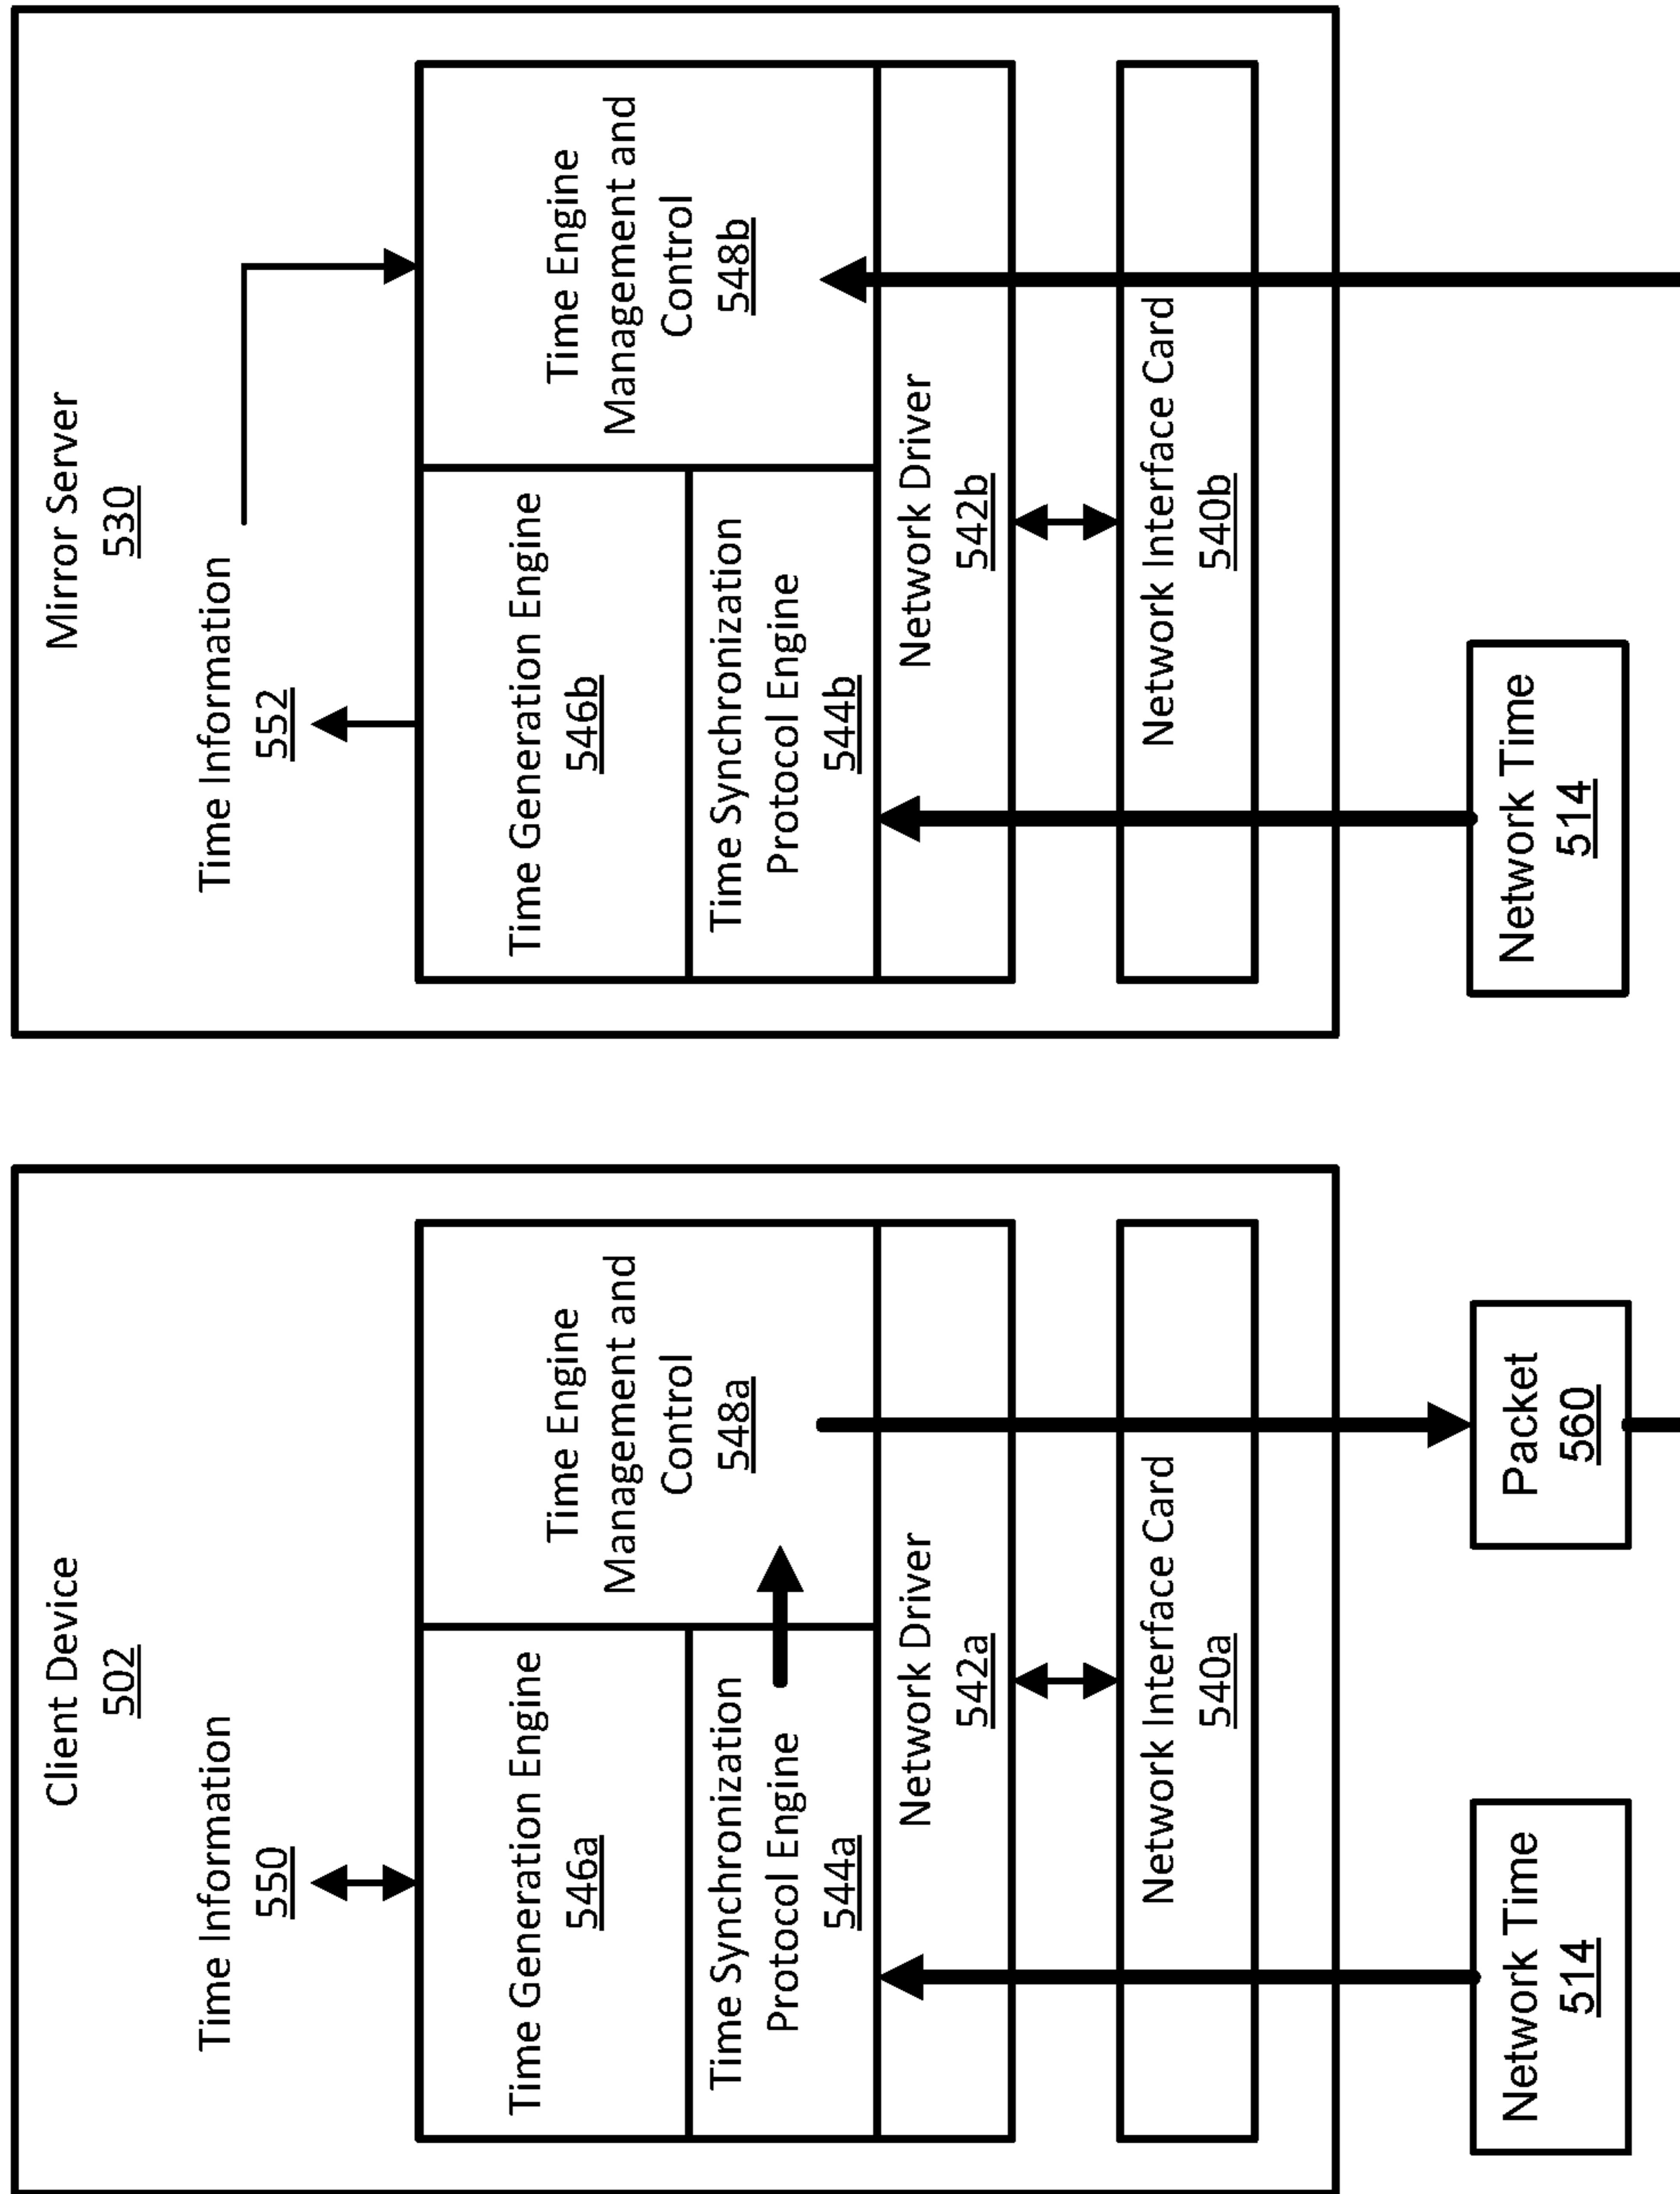 Client Device
502
Time Information
550
Time Generation Engine
546a
Time Synchronization
Protocol Engine
544a
Time Engine
Management and
Control
548a
Network Driver
542a
Network Interface Card
540a
Network Time
514
Packet
560
Mirror Server
530
Time Information
552
Time Generation Engine
546b
Time Synchronization
Protocol Engine
544b
Time Engine
Management and
Control
548b
Network Driver
542b
Network Interface Card
540b
Network Time
514